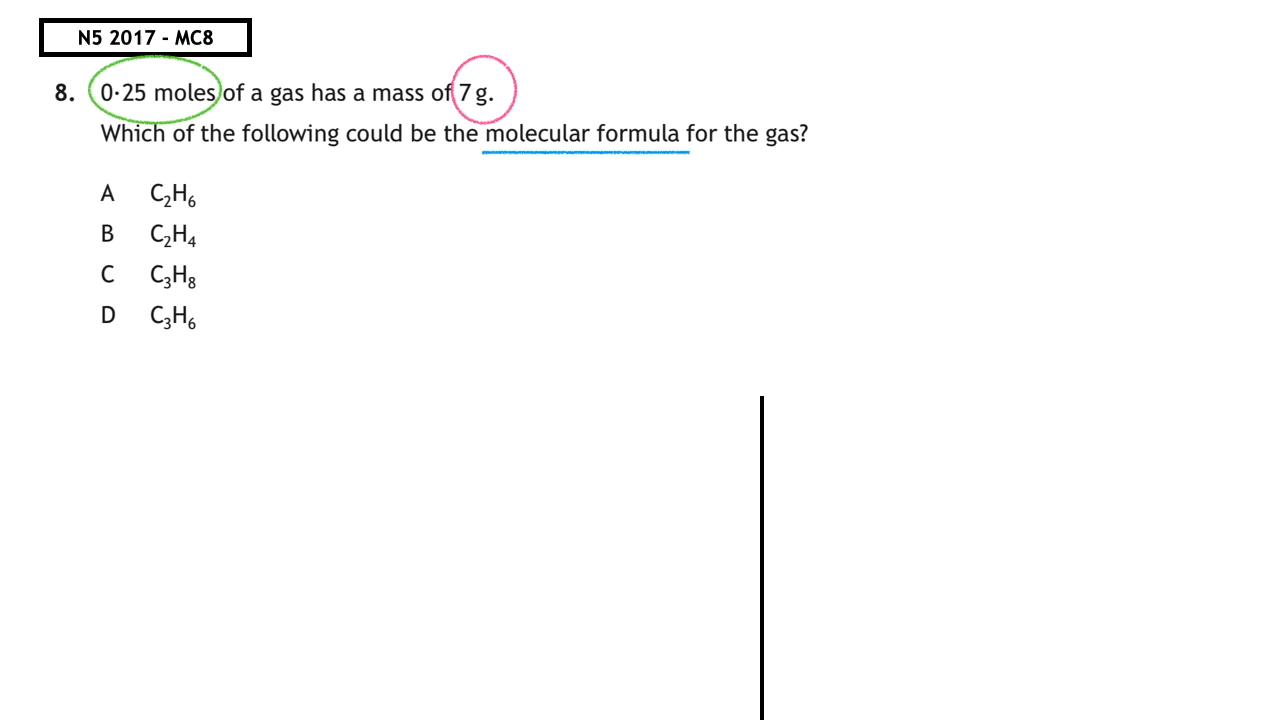 N5 2017 - MC8
8. 0·25 moles of a gas has a mass of 7 g.
Which of the following could be the molecular formula for the gas?
A C₂H₆
B C₂H₄
C C₃H₈
D C₃H₆